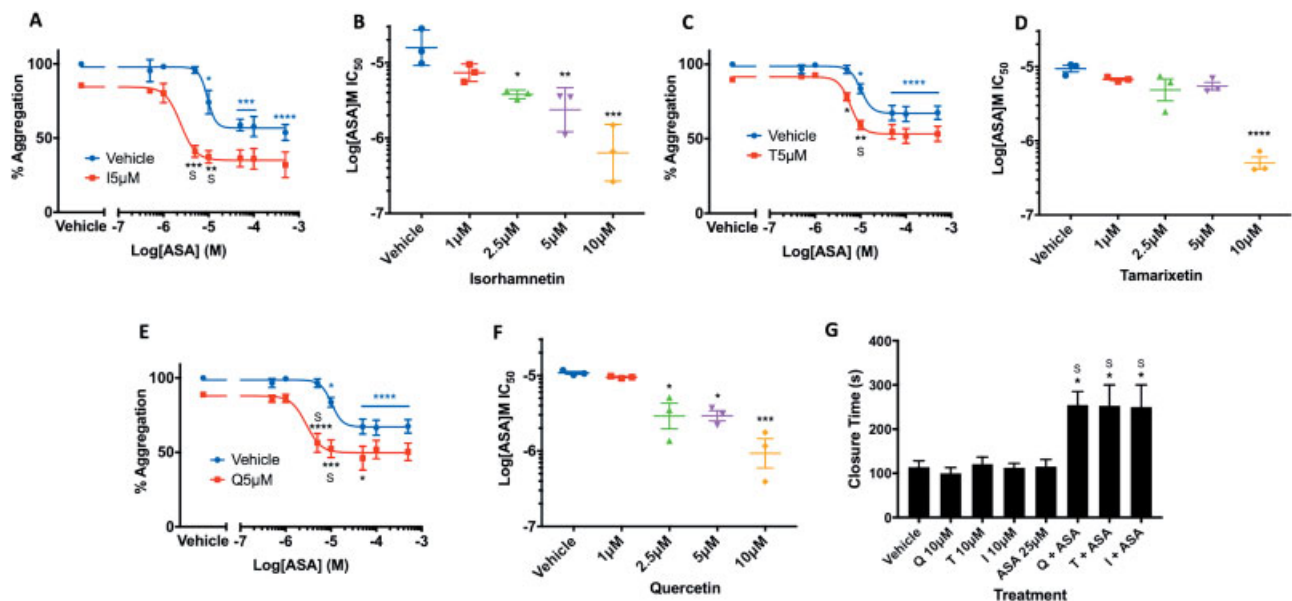 A
% Aggregation
100
50
0
*
***
****
***
S
**
S
Vehicle
I5µM
Vehicle
-7
-6
-5
-4
-3
Log[ASA] (M)
B
Log[ASA]M IC50
-5
-6
-7
*
**
***
Vehicle
1µM
2.5µM
5µM
10µM
Isorhamnetin
C
% Aggregation
100
50
0
*
****
*
**
S
Vehicle
T5µM
Vehicle
-7
-6
-5
-4
-3
Log[ASA] (M)
D
Log[ASA]M IC50
-5
-6
-7
****
Vehicle
1µM
2.5µM
5µM
10µM
Tamarixetin
E
% Aggregation
100
50
0
*
****
S
****
***
S
*
Vehicle
Q5µM
Vehicle
-7
-6
-5
-4
-3
Log[ASA] (M)
F
Log[ASA]M IC50
-5
-6
-7
*
*
***
Vehicle
1µM
2.5µM
5µM
10µM
Quercetin
G
Closure Time (s)
400
300
200
100
0
S
*
S
*
S
*
Vehicle
Q 10µM
T 10µM
I 10µM
ASA 25µM
Q + ASA
T + ASA
I + ASA
Treatment